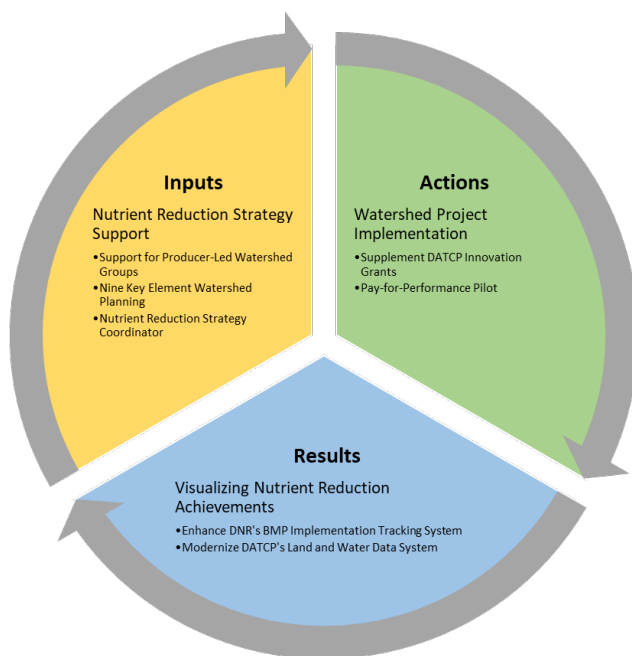 Inputs
Nutrient Reduction Strategy
Support
•Support for Producer-Led Watershed
Groups
•Nine Key Element Watershed
Planning
•Nutrient Reduction Strategy
Coordinator
Actions
Watershed Project
Implementation
•Supplement DATCP Innovation
Grants
•Pay-for-Performance Pilot
Results
Visualizing Nutrient Reduction
Achievements
•Enhance DNR's BMP Implementation Tracking System
•Modernize DATCP's Land and Water Data System